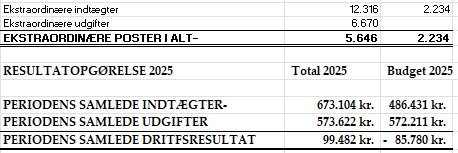 Ekstraordinære indtægter 12.316 2.234
Ekstraordinære udgifter 6.670
EKSTRAORDINÆRE POSTER I ALT- 5.646 2.234
RESULTATOPGØRELSE 2025 Total 2025 Budget 2025
PERIODENS SAMLEDE INDTÆGTER- 673.104 kr. 486.431 kr.
PERIODENS SAMLEDE UDGIFTER 573.622 kr. 572.211 kr.
PERIODENS SAMLEDE DRITFSRESULTAT 99.482 kr. - 85.780 kr.